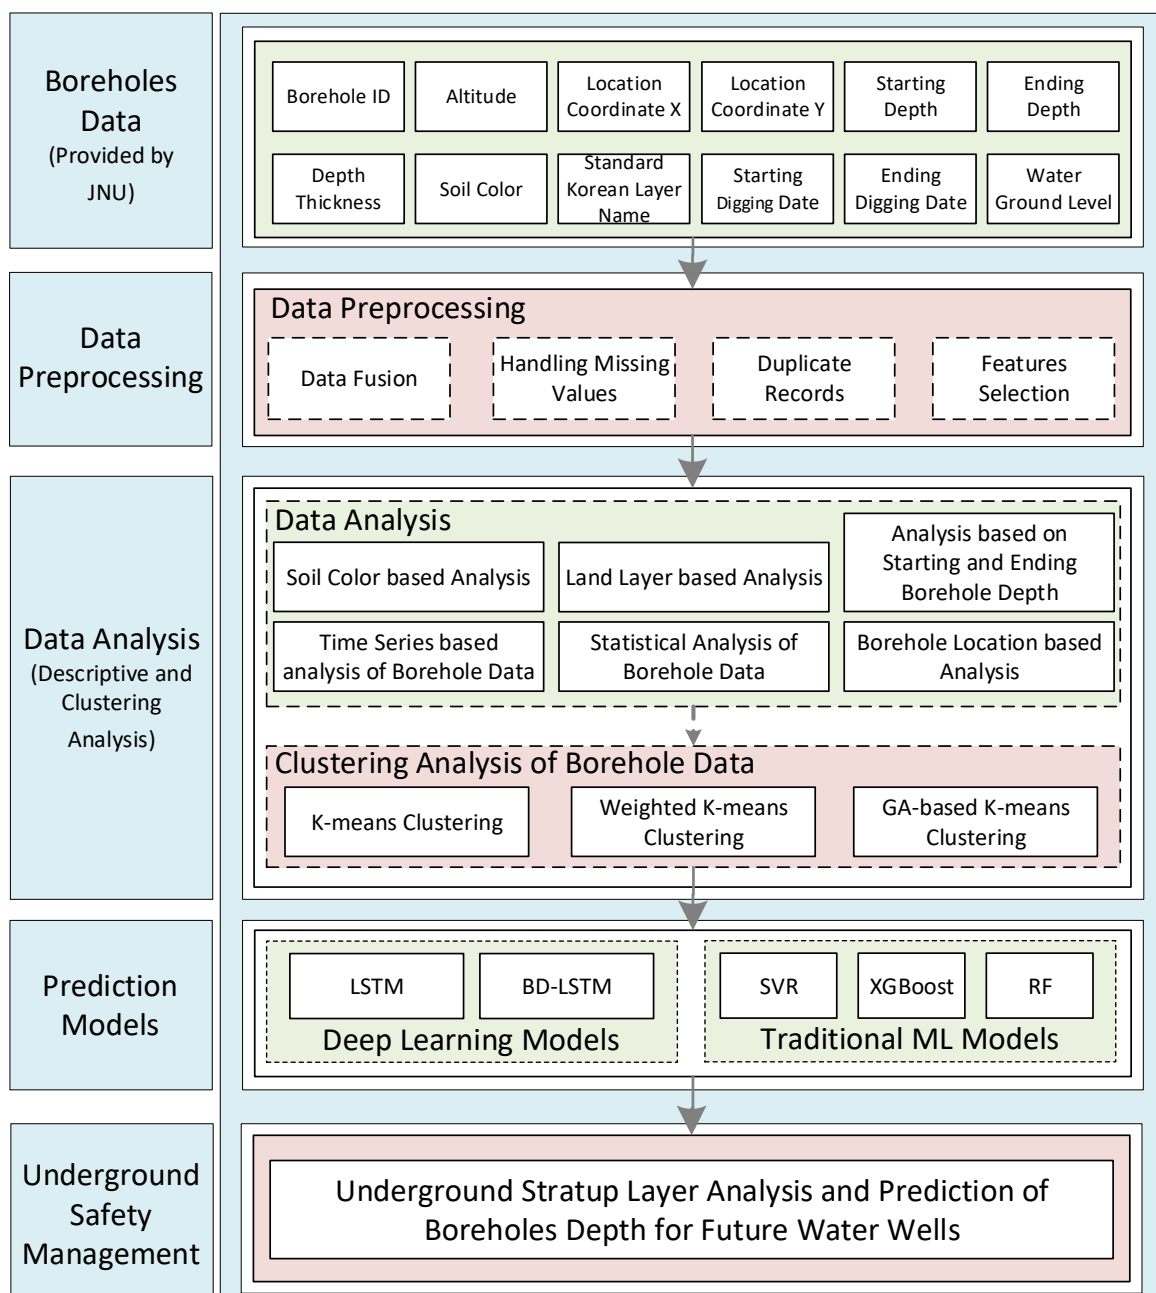 Boreholes
Data
(Provided by
JNU)
Borehole ID
Altitude
Location
Coordinate X
Location
Coordinate Y
Starting
Depth
Ending
Depth
Depth
Thickness
Soil Color
Standard
Korean Layer
Name
Starting
Digging Date
Ending
Digging Date
Water
Ground Level
Data
Preprocessing
Data Preprocessing
Data Fusion
Handling Missing
Values
Duplicate
Records
Features
Selection
Data Analysis
(Descriptive and
Clustering
Analysis)
Data Analysis
Soil Color based Analysis
Land Layer based Analysis
Analysis based on
Starting and Ending
Borehole Depth
Time Series based
analysis of Borehole Data
Statistical Analysis of
Borehole Data
Borehole Location based
Analysis
Clustering Analysis of Borehole Data
K-means Clustering
Weighted K-means
Clustering
GA-based K-means
Clustering
Prediction
Models
LSTM
BD-LSTM
Deep Learning Models
SVR
XGBoost
RF
Traditional ML Models
Underground
Safety
Management
Underground Stratup Layer Analysis and Prediction of
Boreholes Depth for Future Water Wells